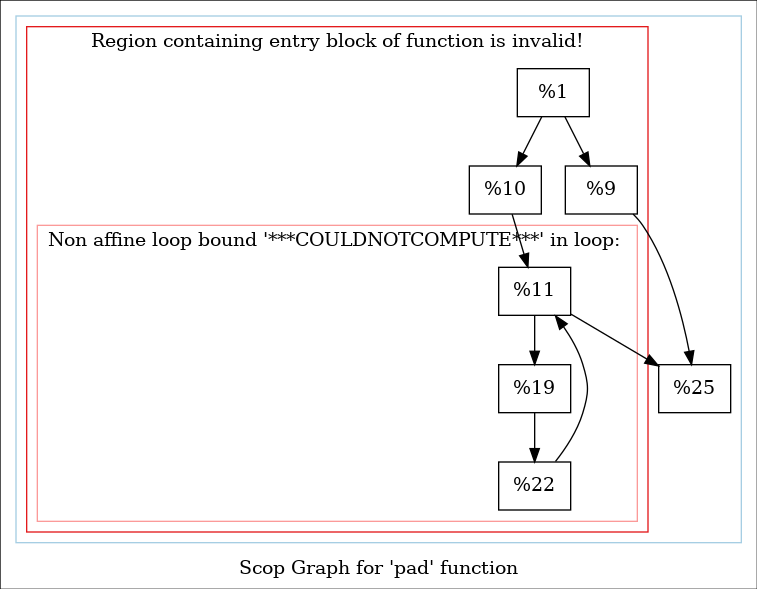 Region containing entry block of function is invalid!
%1
%10
%9
Non affine loop bound '***COULDNOTCOMPUTE***' in loop:
%11
%19
%25
%22
Scop Graph for 'pad' function